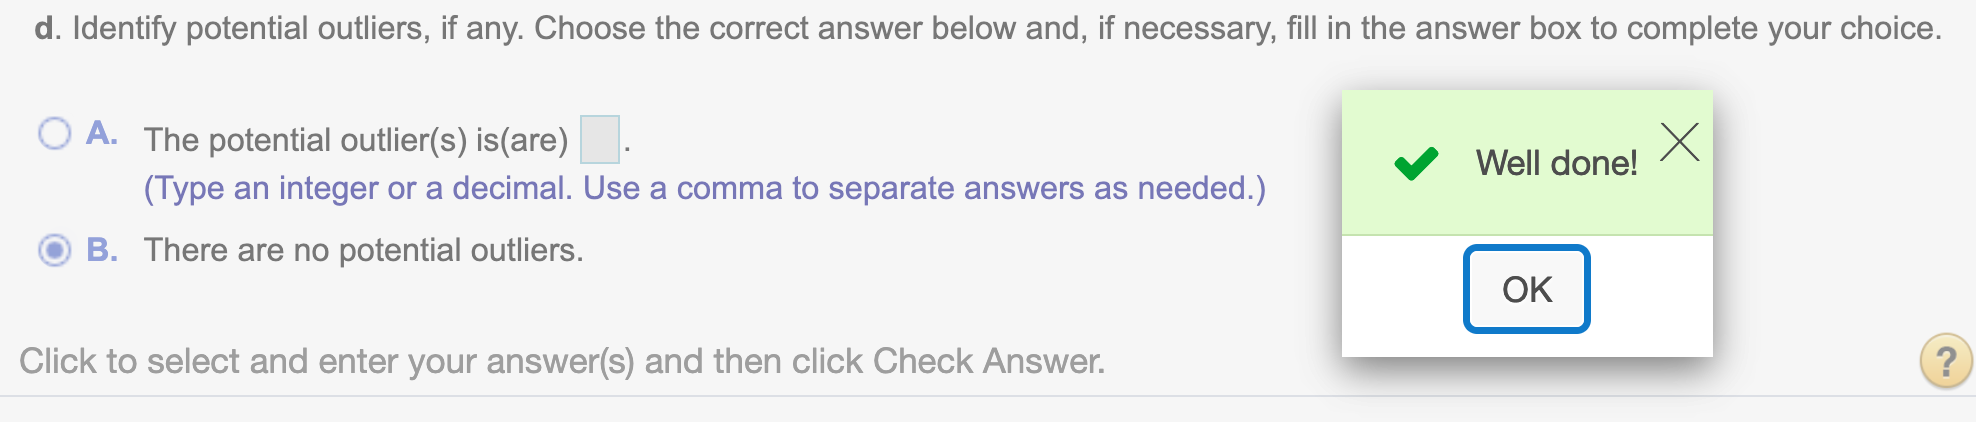 d. Identify potential outliers, if any. Choose the correct answer below and, if necessary, fill in the answer box to complete your choice.
A. The potential outlier(s) is(are) .
(Type an integer or a decimal. Use a comma to separate answers as needed.)
B. There are no potential outliers.
Well done!
OK
Click to select and enter your answer(s) and then click Check Answer.
?